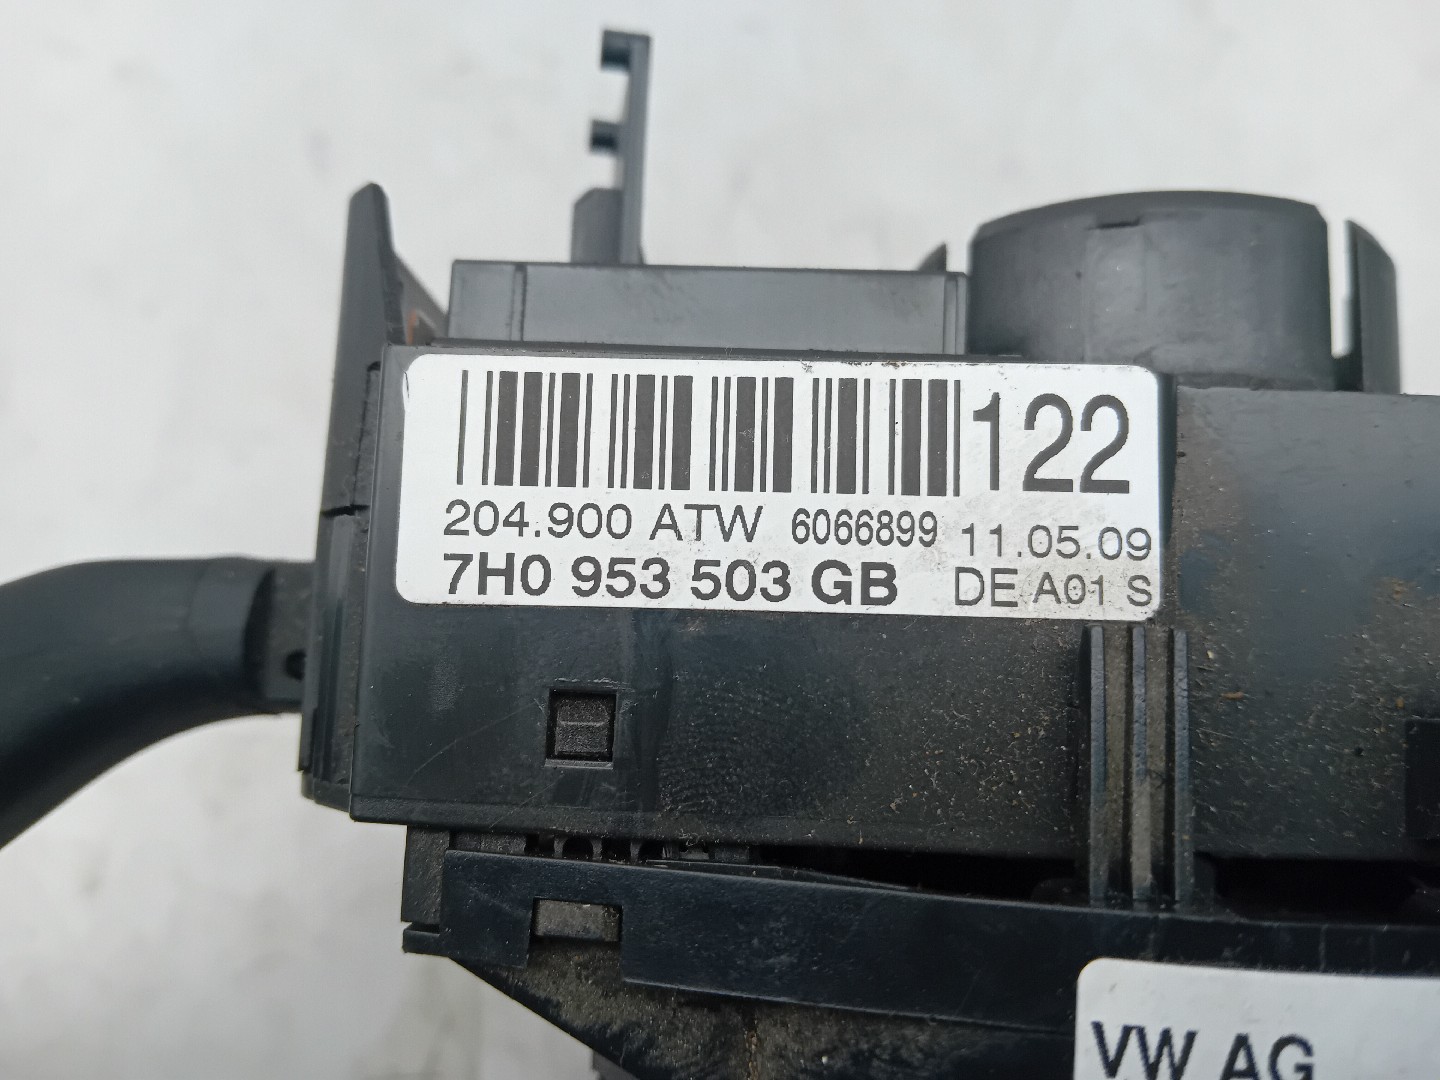 122
204.900 ATW 6066899 11.05.09
7H0 953 503 GB DE A01 S
VW AG